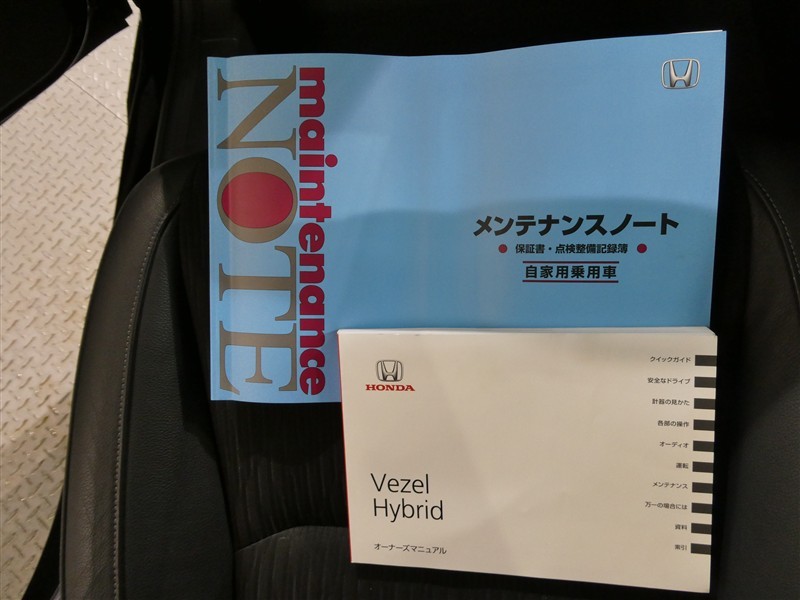 maintenance
NOTE
メンテナンスノート
● 保証書・点検整備記録簿 ●
自家用乗用車
HONDA
Vezel
Hybrid
オーナーズマニュアル
クイックガイド
安全なドライブ
計器の見かた
各部の操作
オーディオ
運転
メンテナンス
万一の場合には
資料
索引